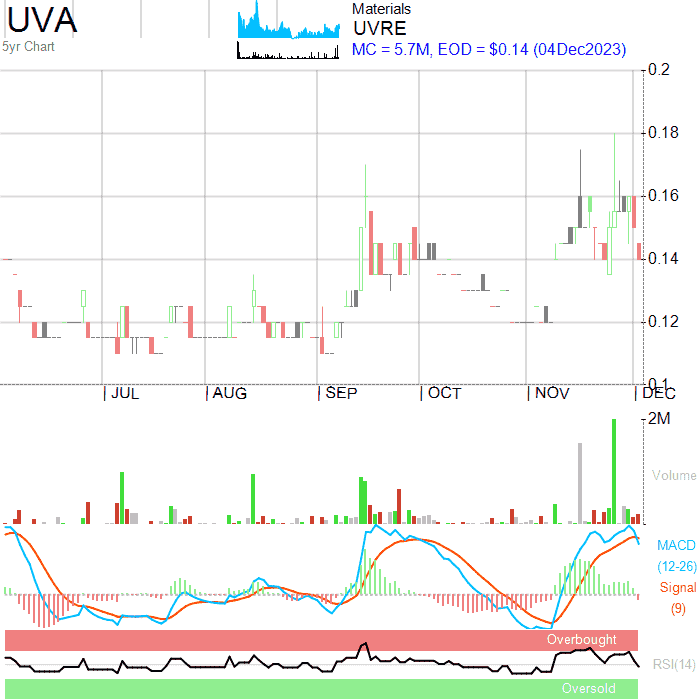 UVA
5yr Chart
Materials
UVRE
MC = 5.7M, EOD = $0.14 (04Dec2023)
0.2
0.18
0.16
0.14
0.12
0.1
JUL AUG SEP OCT NOV DEC
2M
Volume
MACD
(12-26)
Signal
(9)
Overbought
RSI(14)
Oversold